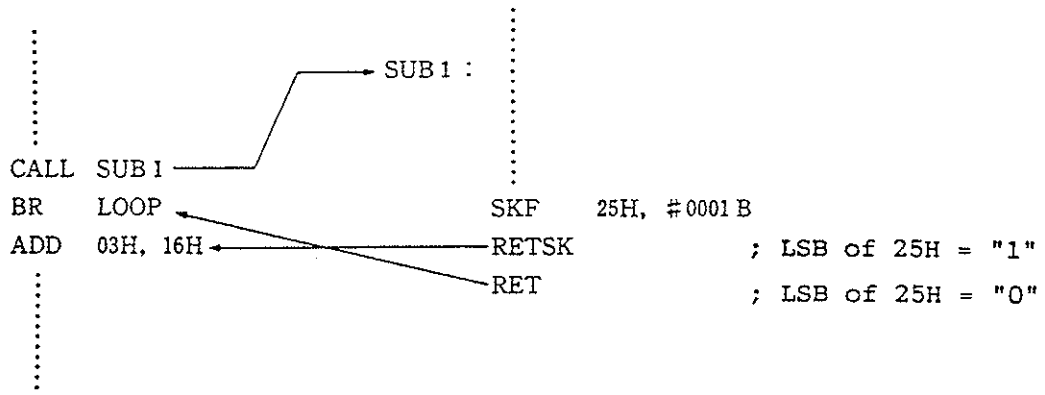 SUB1 :
CALL SUB1
BR LOOP SKF 25H, #0001B
ADD 03H, 16H RETSK ; LSB of 25H = "1"
RET ; LSB of 25H = "0"